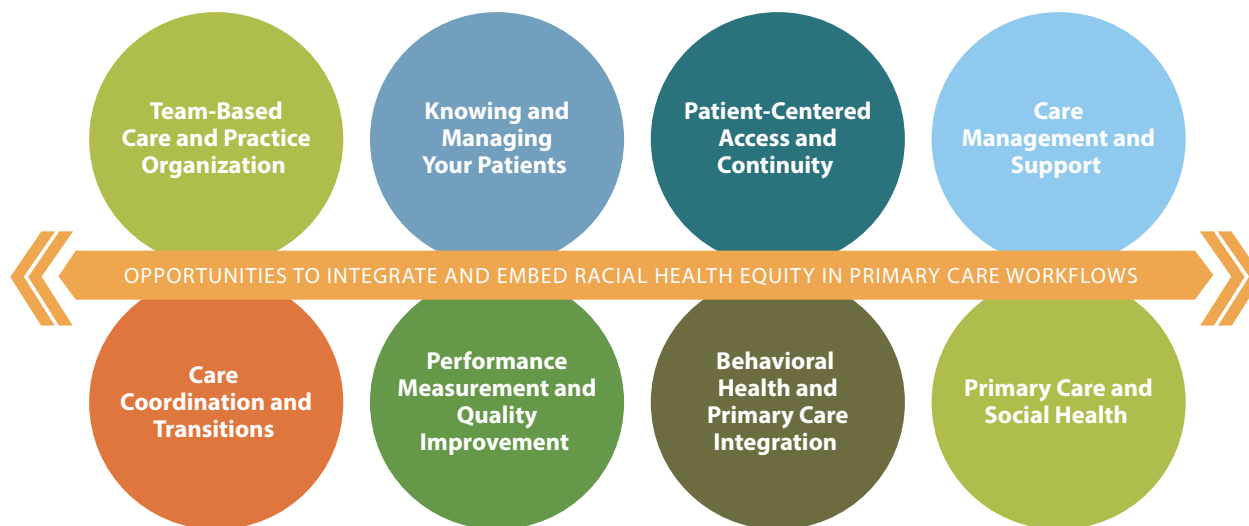 Team-Based
Care and Practice
Organization
Knowing and
Managing
Your Patients
Patient-Centered
Access and
Continuity
Care
Management and
Support
OPPORTUNITIES TO INTEGRATE AND EMBED RACIAL HEALTH EQUITY IN PRIMARY CARE WORKFLOWS
Care
Coordination and
Transitions
Performance
Measurement and
Quality
Improvement
Behavioral
Health and
Primary Care
Integration
Primary Care and
Social Health